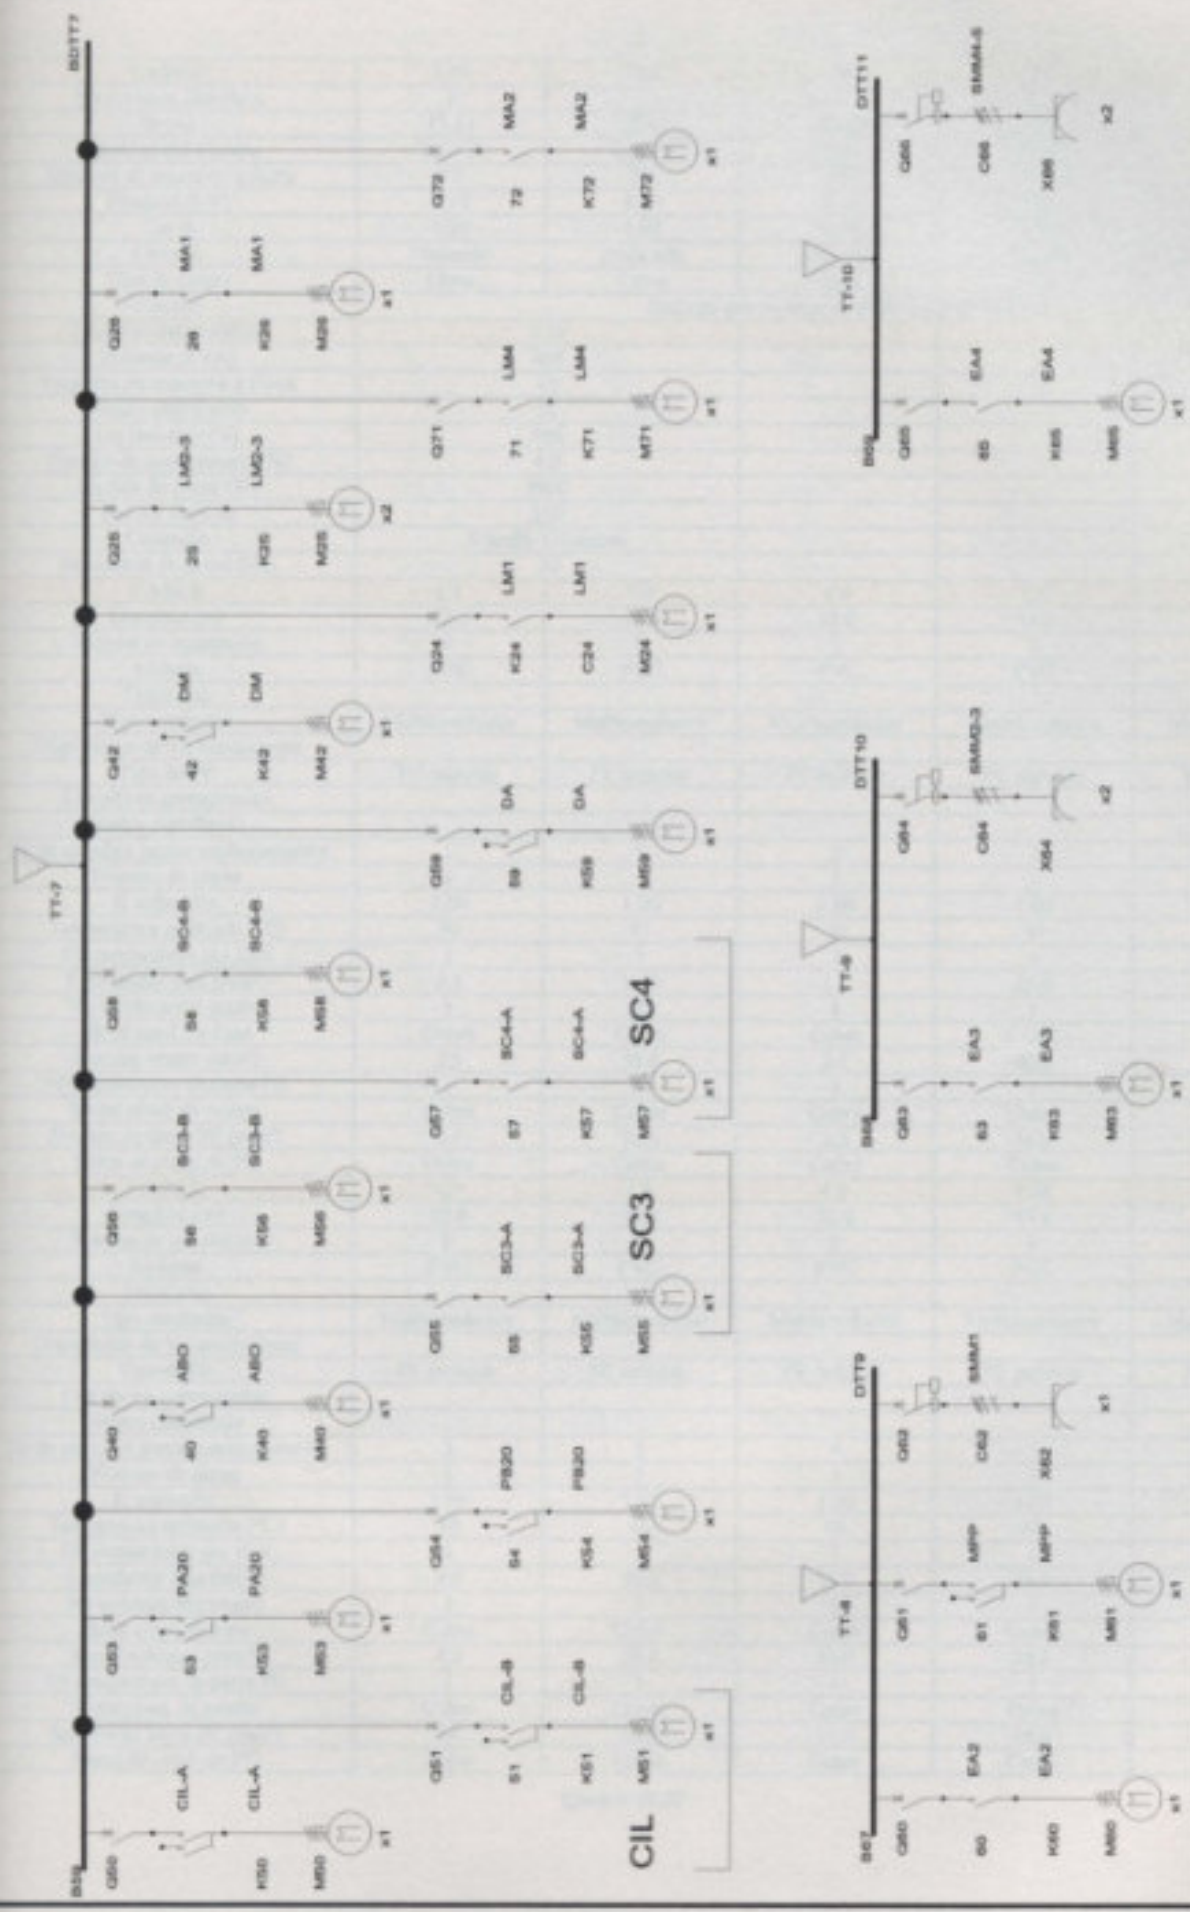 TT-7
BDTT7
Q50
CIL-A
K50
CIL-A
M50
x1
Q51
51
CIL-B
K51
CIL-B
M51
x1
CIL
Q53
53
PA20
K53
PA20
M53
x1
Q54
54
PB20
K54
PB20
M54
x1
Q40
40
ABO
K40
ABO
M40
x1
Q55
55
SC3-A
K55
SC3-A
M55
x1
SC3
Q56
56
SC3-B
K56
SC3-B
M56
x1
Q57
57
SC4-A
K57
SC4-A
M57
x1
SC4
Q58
58
SC4-B
K58
SC4-B
M58
x1
Q59
59
DA
K59
DA
M59
x1
Q42
42
DM
K42
DM
M42
x1
Q24
K24
LM1
C24
LM1
M24
x1
Q25
25
LM2-3
K25
LM2-3
M25
x2
Q71
71
LM4
K71
LM4
M71
x1
Q26
26
MA1
K26
MA1
M26
x1
Q72
72
MA2
K72
MA2
M72
x1
B67
TT-8
DTT9
Q60
60
EA2
K60
EA2
M60
x1
Q61
61
MPP
K61
MPP
M61
x1
Q62
C62
SMM1
X62
x1
TT-9
DTT10
Q63
63
EA3
K63
EA3
M63
x1
Q64
C64
SMM2-3
X64
x2
TT-10
DTT11
Q65
65
EA4
K65
EA4
M65
x1
Q66
C66
SMM4-5
X66
x2